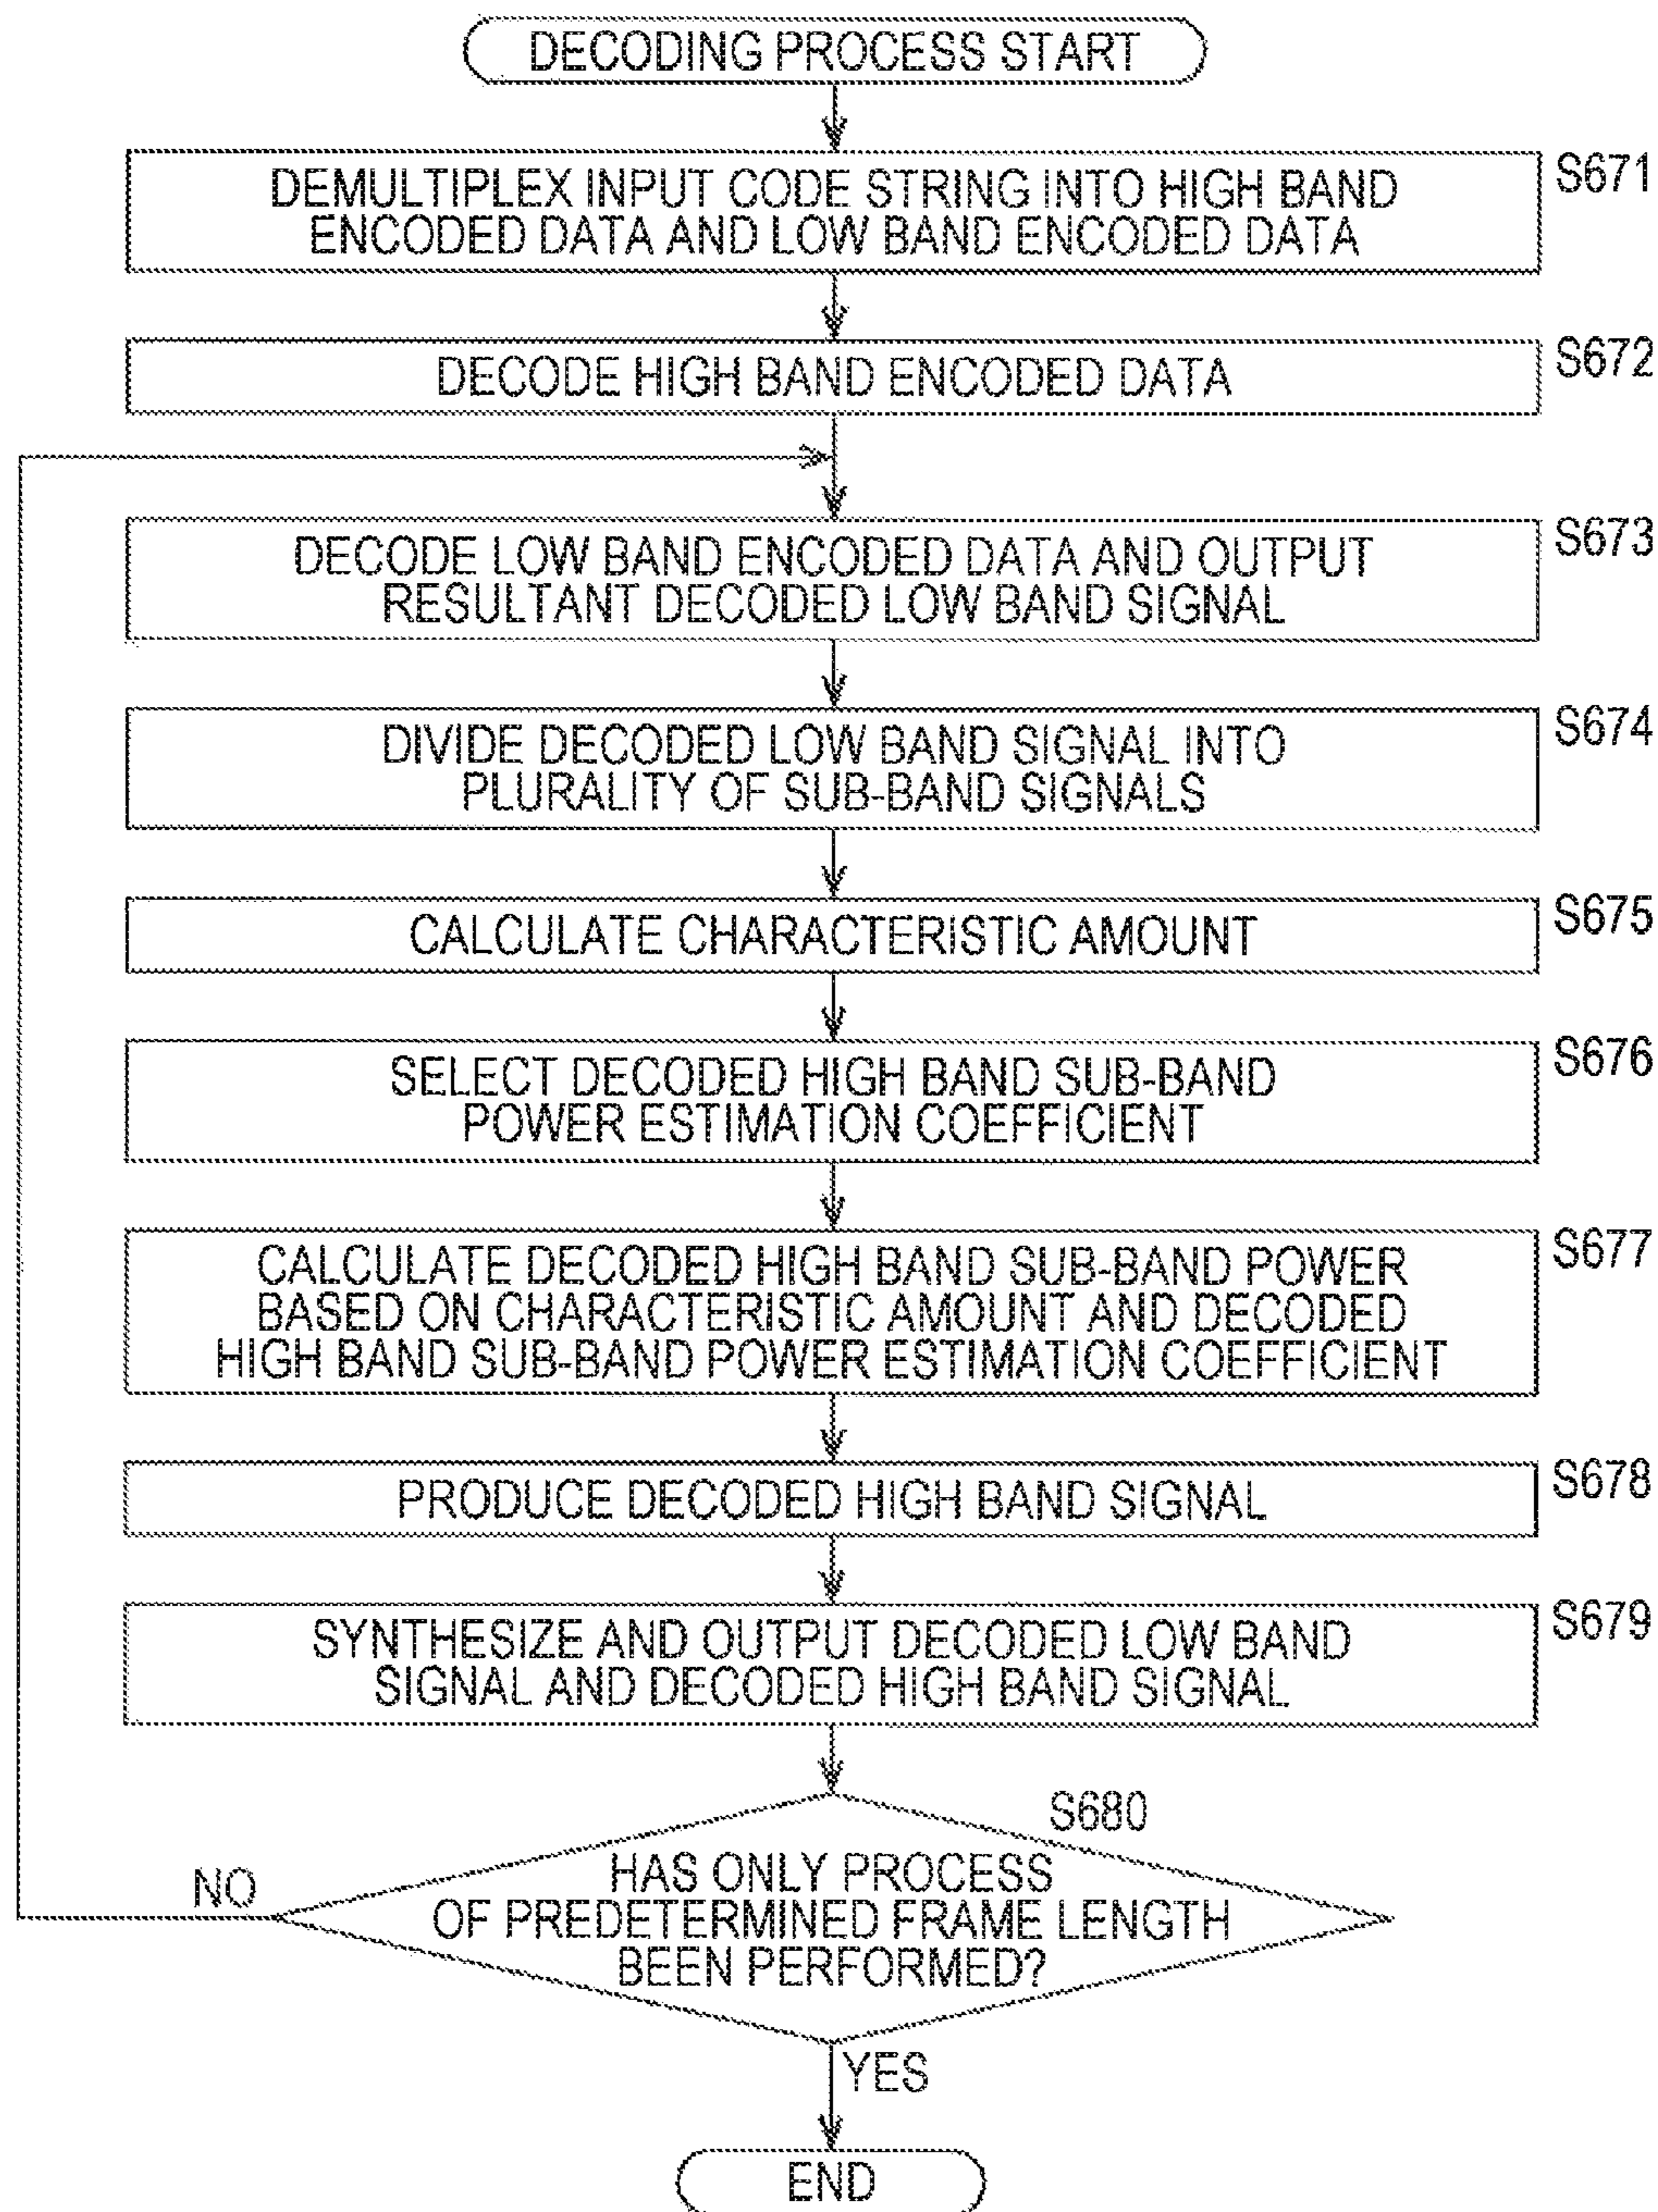 DECODING PROCESS START
S671
DEMULTIPLEX INPUT CODE STRING INTO HIGH BAND
ENCODED DATA AND LOW BAND ENCODED DATA
S672
DECODE HIGH BAND ENCODED DATA
S673
DECODE LOW BAND ENCODED DATA AND OUTPUT
RESULTANT DECODED LOW BAND SIGNAL
S674
DIVIDE DECODED LOW BAND SIGNAL INTO
PLURALITY OF SUB-BAND SIGNALS
S675
CALCULATE CHARACTERISTIC AMOUNT
S676
SELECT DECODED HIGH BAND SUB-BAND
POWER ESTIMATION COEFFICIENT
S677
CALCULATE DECODED HIGH BAND SUB-BAND POWER
BASED ON CHARACTERISTIC AMOUNT AND DECODED
HIGH BAND SUB-BAND POWER ESTIMATION COEFFICIENT
S678
PRODUCE DECODED HIGH BAND SIGNAL
S679
SYNTHESIZE AND OUTPUT DECODED LOW BAND
SIGNAL AND DECODED HIGH BAND SIGNAL
S680
HAS ONLY PROCESS
OF PREDETERMINED FRAME LENGTH
BEEN PERFORMED?
NO
YES
END